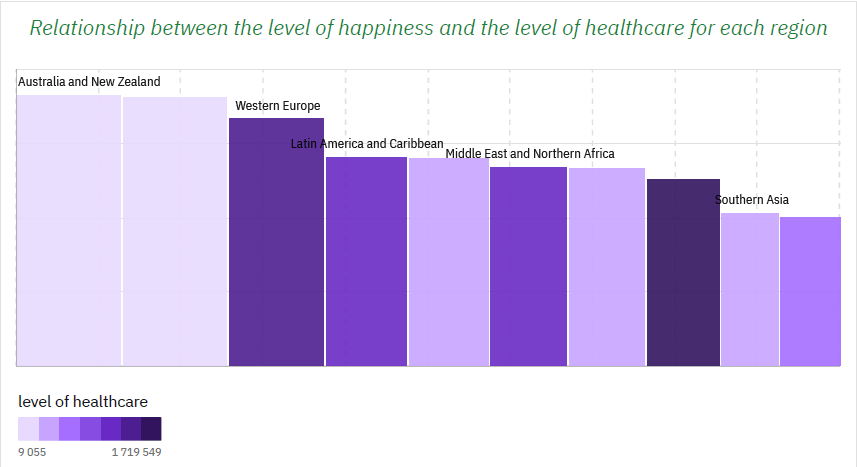 Relationship between the level of happiness and the level of healthcare for each region
Australia and New Zealand
Western Europe
Latin America and Caribbean
Middle East and Northern Africa
Southern Asia
level of healthcare
9 055
1 719 549